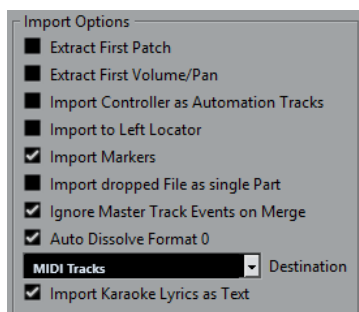 Import Options
Extract First Patch
Extract First Volume/Pan
Import Controller as Automation Tracks
Import to Left Locator
Import Markers
Import dropped File as single Part
Ignore Master Track Events on Merge
Auto Dissolve Format 0
MIDI Tracks Destination
Import Karaoke Lyrics as Text